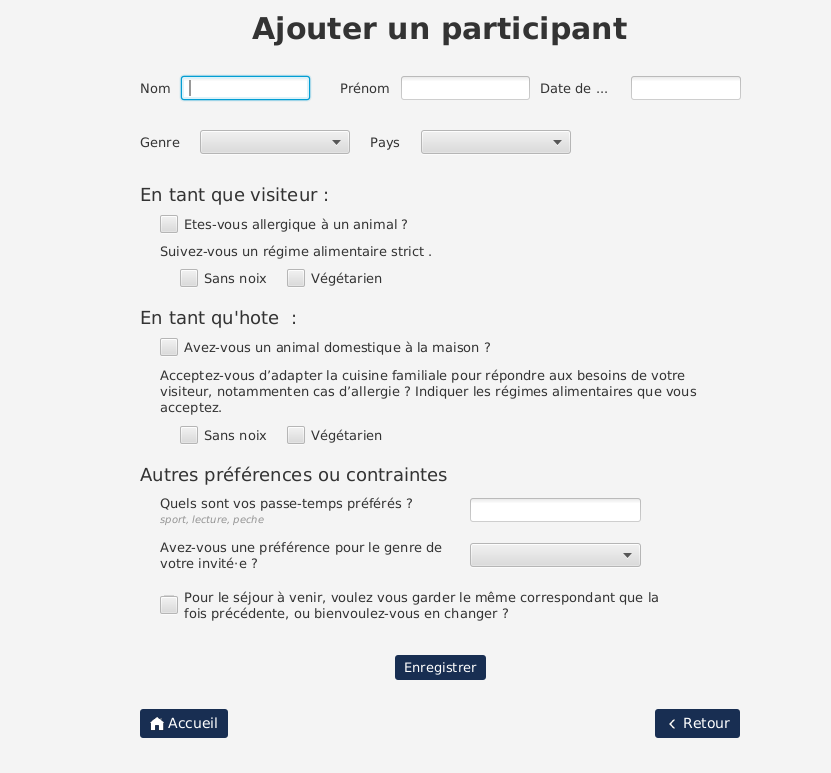 Ajouter un participant
Nom Prénom Date de ...
Genre Pays
En tant que visiteur :
Etes-vous allergique à un animal ?
Suivez-vous un régime alimentaire strict .
Sans noix Végétarien
En tant qu'hote  :
Avez-vous un animal domestique à la maison ?
Acceptez-vous d’adapter la cuisine familiale pour répondre aux besoins de votre
visiteur, notammenten cas d’allergie ? Indiquer les régimes alimentaires que vous
acceptez.
Sans noix Végétarien
Autres préférences ou contraintes
Quels sont vos passe-temps préférés ?
sport, lecture, peche
Avez-vous une préférence pour le genre de
votre invité·e ?
Pour le séjour à venir, voulez vous garder le même correspondant que la
fois précédente, ou bienvoulez-vous en changer ?
Enregistrer
Accueil Retour